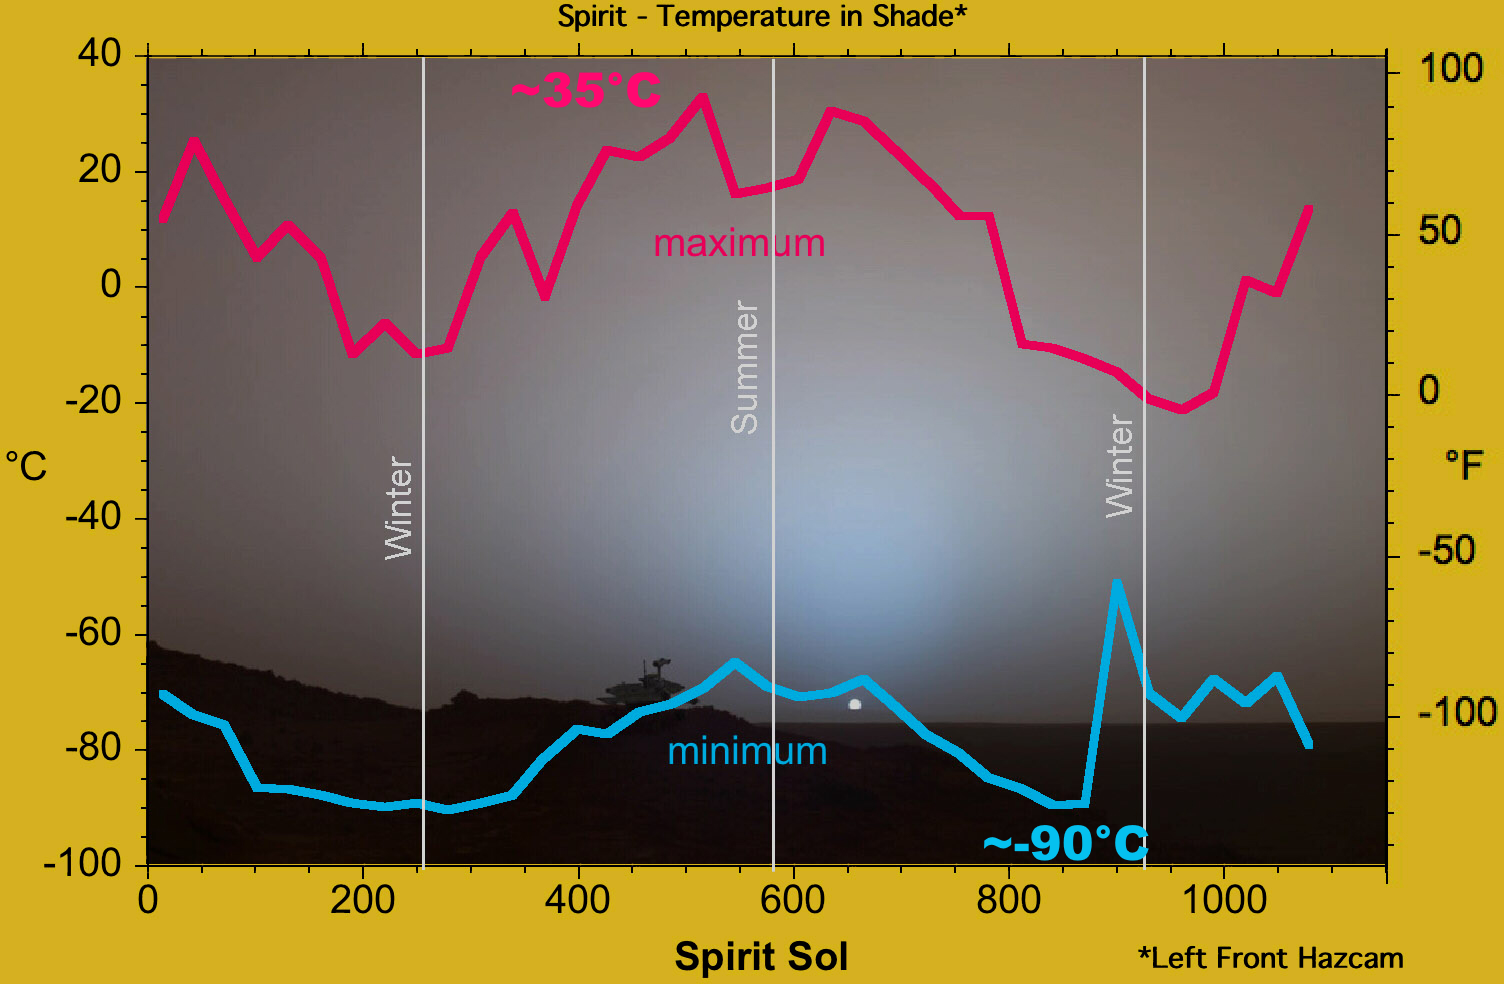 Spirit - Temperature in Shade*
40
20
0
-20
-40
-60
-80
-100
°C
100
50
0
-50
-100
°F
~35°C
maximum
Summer
Winter
Winter
minimum
~-90°C
0 200 400 600 800 1000
Spirit Sol
*Left Front Hazcam